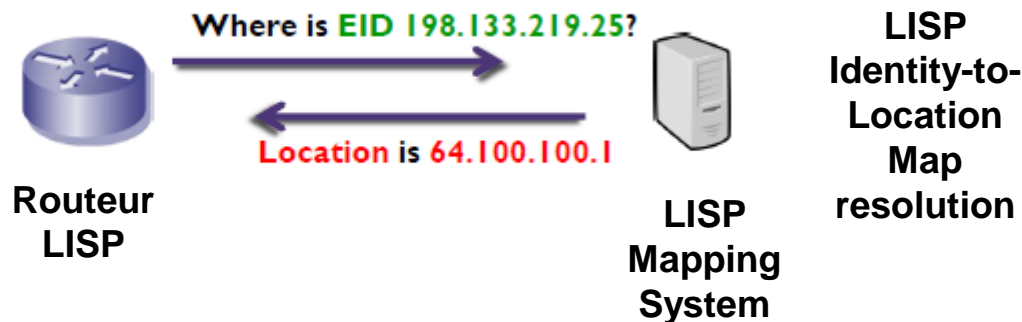 Where is EID 198.133.219.25?
Location is 64.100.100.1
Routeur
LISP
LISP
Mapping
System
LISP
Identity-to-
Location
Map
resolution